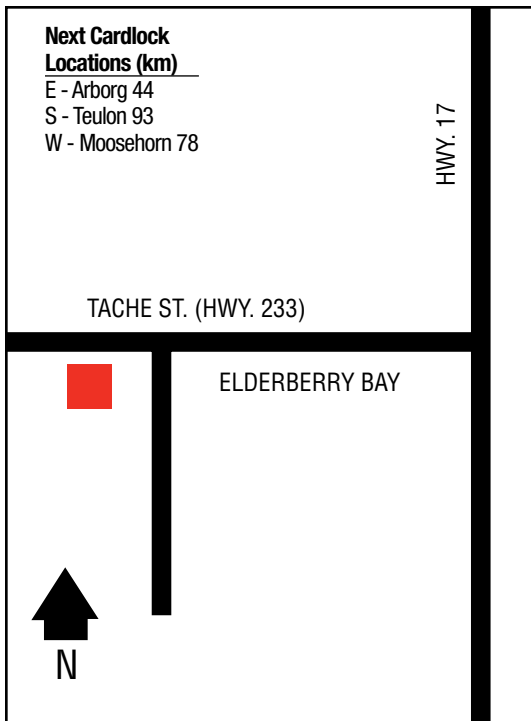 Next Cardlock
Locations (km)
E - Arborg 44
S - Teulon 93
W - Moosehorn 78
HWY. 17
TACHE ST. (HWY. 233)
ELDERBERRY BAY
N